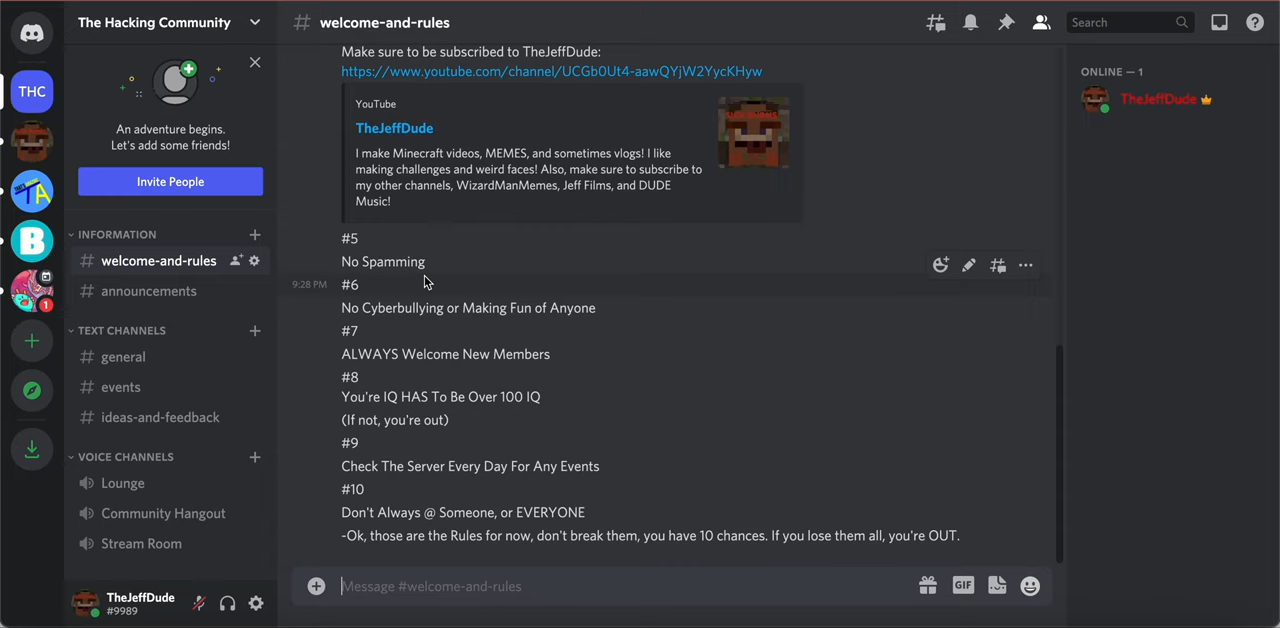 The Hacking Community
welcome-and-rules
Search
THC
1
An adventure begins.
Let's add some friends!
Invite People
INFORMATION
welcome-and-rules
announcements
TEXT CHANNELS
general
events
ideas-and-feedback
VOICE CHANNELS
Lounge
Community Hangout
Stream Room
TheJeffDude
#9989
Make sure to be subscribed to TheJeffDude:
https://www.youtube.com/channel/UCGb0Ut4-aawQYjW2YycKHyw
YouTube
TheJeffDude
I make Minecraft videos, MEMES, and sometimes vlogs! I like
making challenges and weird faces! Also, make sure to subscribe to
my other channels, WizardManMemes, Jeff Films, and DUDE
Music!
#5
No Spamming
9:28 PM
#6
No Cyberbullying or Making Fun of Anyone
#7
ALWAYS Welcome New Members
#8
You're IQ HAS To Be Over 100 IQ
(If not, you're out)
#9
Check The Server Every Day For Any Events
#10
Don't Always @ Someone, or EVERYONE
-Ok, those are the Rules for now, don't break them, you have 10 chances. If you lose them all, you're OUT.
Message #welcome-and-rules
GIF
ONLINE — 1
TheJeffDude